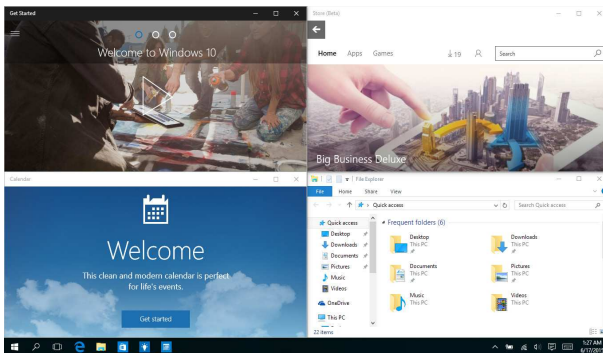 Get Started
Welcome to Windows 10
Store (Beta)
Home Apps Games
19
Search
Big Business Deluxe
Calendar
Welcome
This clean and modern calendar is perfect
for life's events.
Get started
File Explorer
File Home Share View
Quick access
Search Quick access
Quick access
Desktop
Downloads
Documents
Pictures
Music
Videos
OneDrive
This PC
Frequent folders (6)
Desktop
This PC
Downloads
This PC
Documents
This PC
Pictures
This PC
Music
This PC
Videos
This PC
22 items
1:27 AM